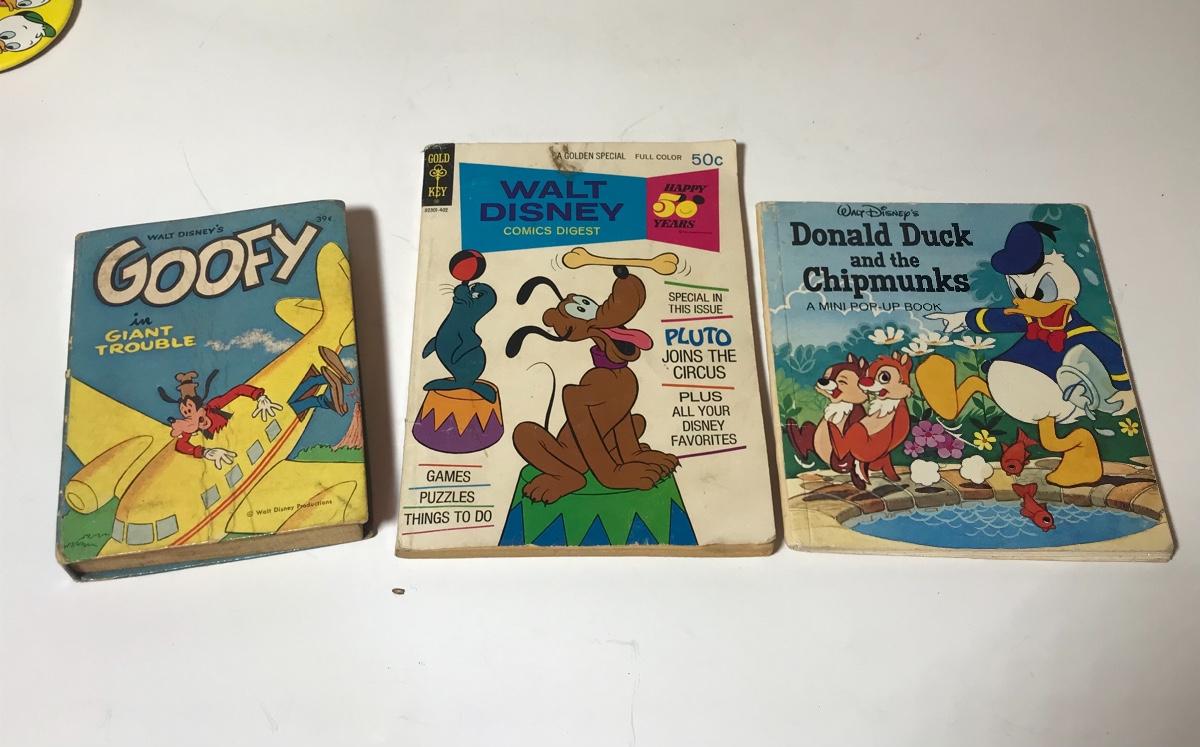 WALT DISNEY'S
39¢
GOOFY
in
GIANT
TROUBLE
© Walt Disney Productions
GOLD
KEY
A GOLDEN SPECIAL FULL COLOR 50c
WALT
DISNEY
COMICS DIGEST
HAPPY
50
YEARS
SPECIAL IN
THIS ISSUE
PLUTO
JOINS THE
CIRCUS
PLUS
ALL YOUR
DISNEY
FAVORITES
GAMES
PUZZLES
THINGS TO DO
WALT DISNEY'S
Donald Duck
and the
Chipmunks
A MINI POP-UP BOOK